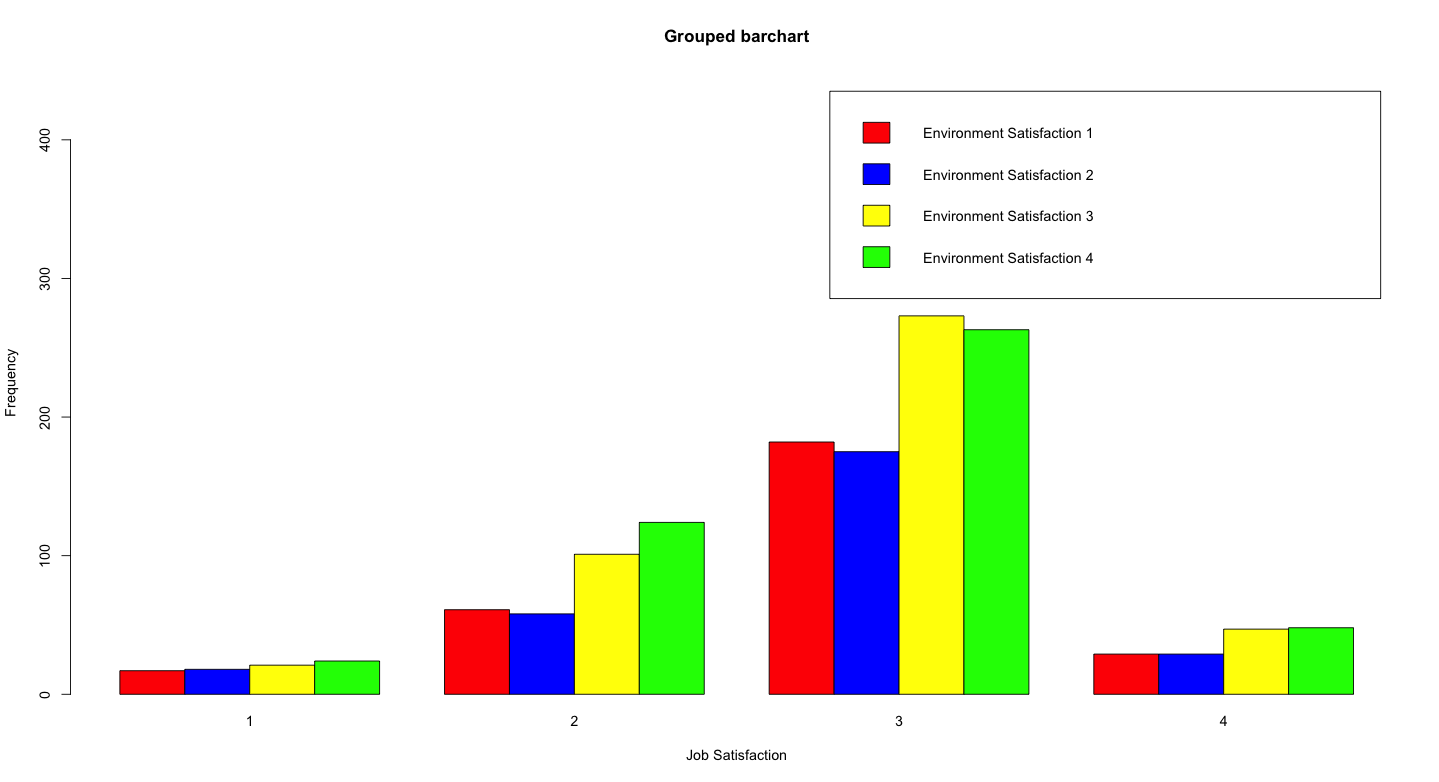 Grouped barchart
Environment Satisfaction 1
Environment Satisfaction 2
Environment Satisfaction 3
Environment Satisfaction 4
Frequency
400
300
200
100
0
1 2 3 4
Job Satisfaction